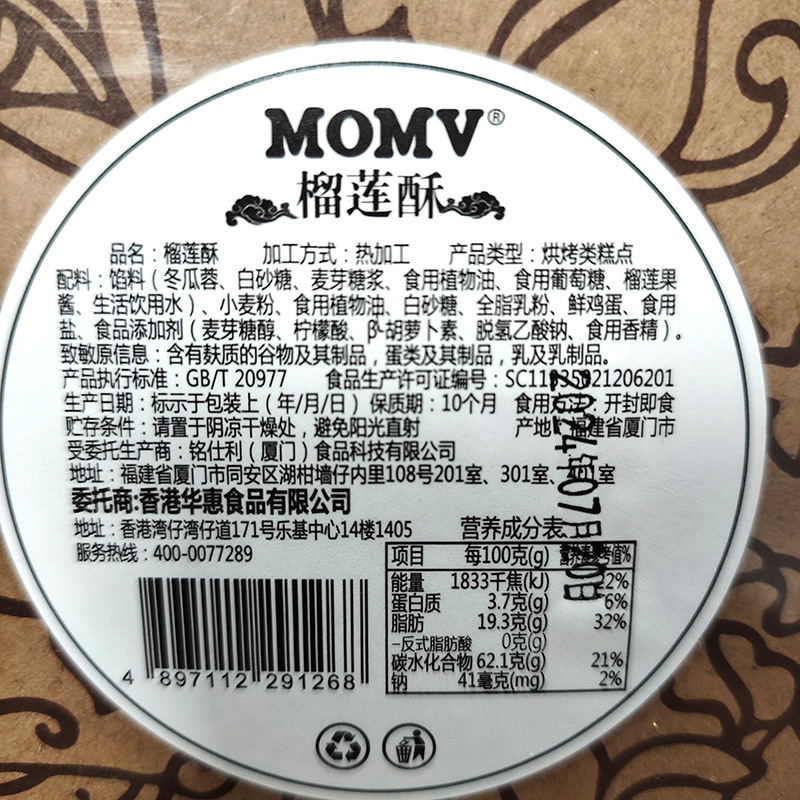 MOMV®
榴莲酥
品名：榴莲酥 加工方式：热加工 产品类型：烘烤类糕点
配料：馅料（冬瓜蓉、白砂糖、麦芽糖浆、食用植物油、食用葡萄糖、榴莲果
酱、生活饮用水）、小麦粉、食用植物油、白砂糖、全脂乳粉、鲜鸡蛋、食用
盐、食品添加剂（麦芽糖醇、柠檬酸、β-胡萝卜素、脱氢乙酸钠、食用香精）。
致敏原信息：含有麸质的谷物及其制品，蛋类及其制品，乳及乳制品。
产品执行标准：GB/T 20977 食品生产许可证编号：
生产日期：标示于包装上（年/月/日）保质期：10个月 食用 开封即食
贮存条件：请置于阴凉干燥处，避免阳光直射 产地：福建省厦门市
受委托生产商：铭仕利（厦门）食品科技有限公司
地址：福建省厦门市同安区湖柑墙仔内里108号201室、301室、 室
委托商:香港华惠食品有限公司
地址：香港湾仔湾仔道171号乐基中心14楼1405
服务热线：400-0077289
营养成分表
项目 每100克(g) 营养素参考值%
能量 1833千焦(kJ) 22%
蛋白质 3.7克(g) 6%
脂肪 19.3克(g) 32%
-反式脂肪酸 0克(g)
碳水化合物 62.1克(g) 21%
钠 41毫克(mg) 2%
4 897112 291268
2024年07月